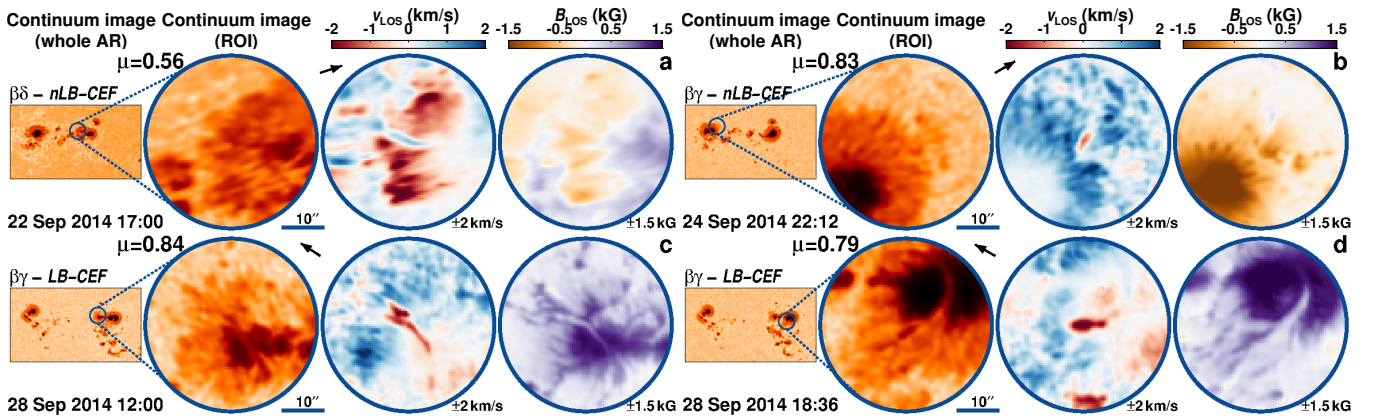 Continuum image (whole AR)
Continuum image (ROI)
v_LOS (km/s)
-2 -1 0 1 2
B_LOS (kG)
-1.5 -0.5 0.5 1.5
μ=0.56
a
βδ – nLB–CEF
22 Sep 2014 17:00
10″
±2 km/s
±1.5 kG
Continuum image (whole AR)
Continuum image (ROI)
v_LOS (km/s)
-2 -1 0 1 2
B_LOS (kG)
-1.5 -0.5 0.5 1.5
μ=0.83
b
βγ – nLB–CEF
24 Sep 2014 22:12
10″
±2 km/s
±1.5 kG
μ=0.84
c
βγ – LB–CEF
28 Sep 2014 12:00
10″
±2 km/s
±1.5 kG
μ=0.79
d
βγ – LB–CEF
28 Sep 2014 18:36
10″
±2 km/s
±1.5 kG